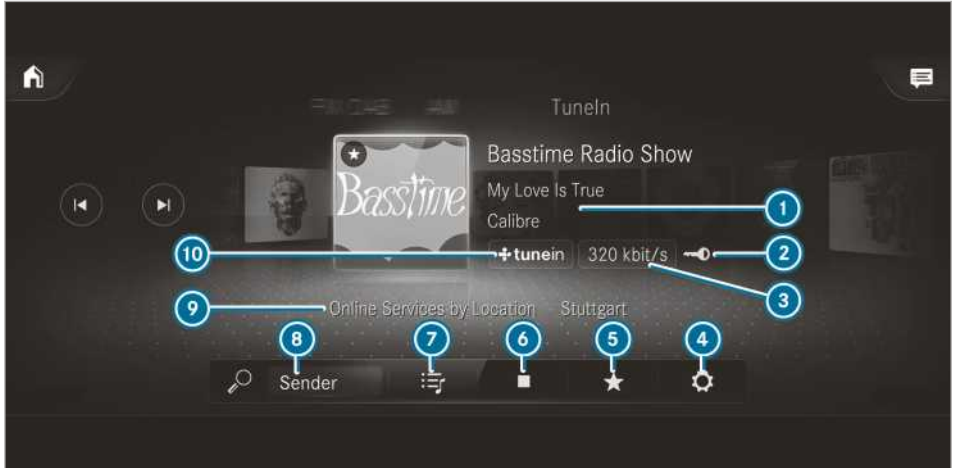 TuneIn
Basstime Radio Show
Basstime
My Love Is True
1
Calibre
10
tunein
320 kbit/s
2
3
9
Online Services by Location Stuttgart
8
7
6
5
4
Sender